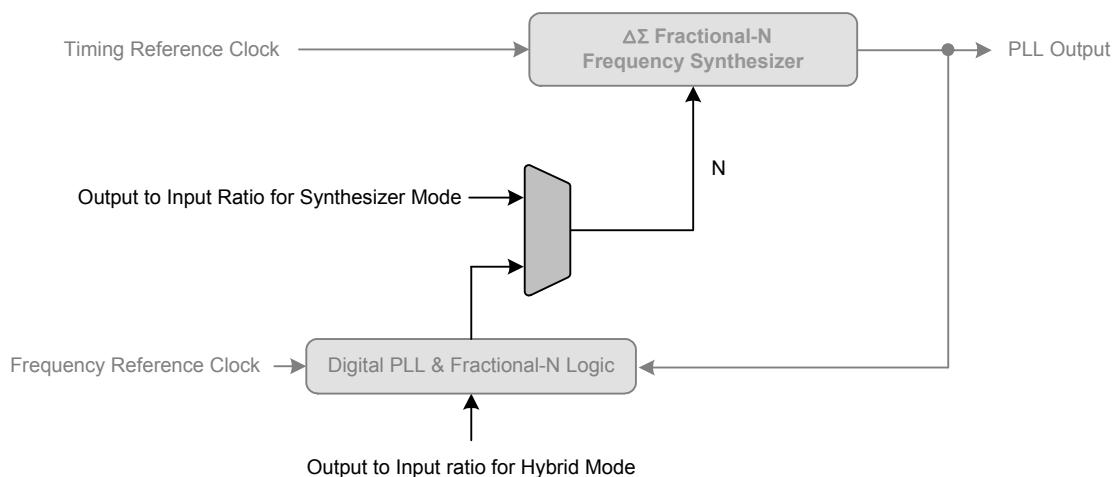 Timing Reference Clock
ΔΣ Fractional-N
Frequency Synthesizer
PLL Output
N
Output to Input Ratio for Synthesizer Mode
Frequency Reference Clock
Digital PLL & Fractional-N Logic
Output to Input ratio for Hybrid Mode